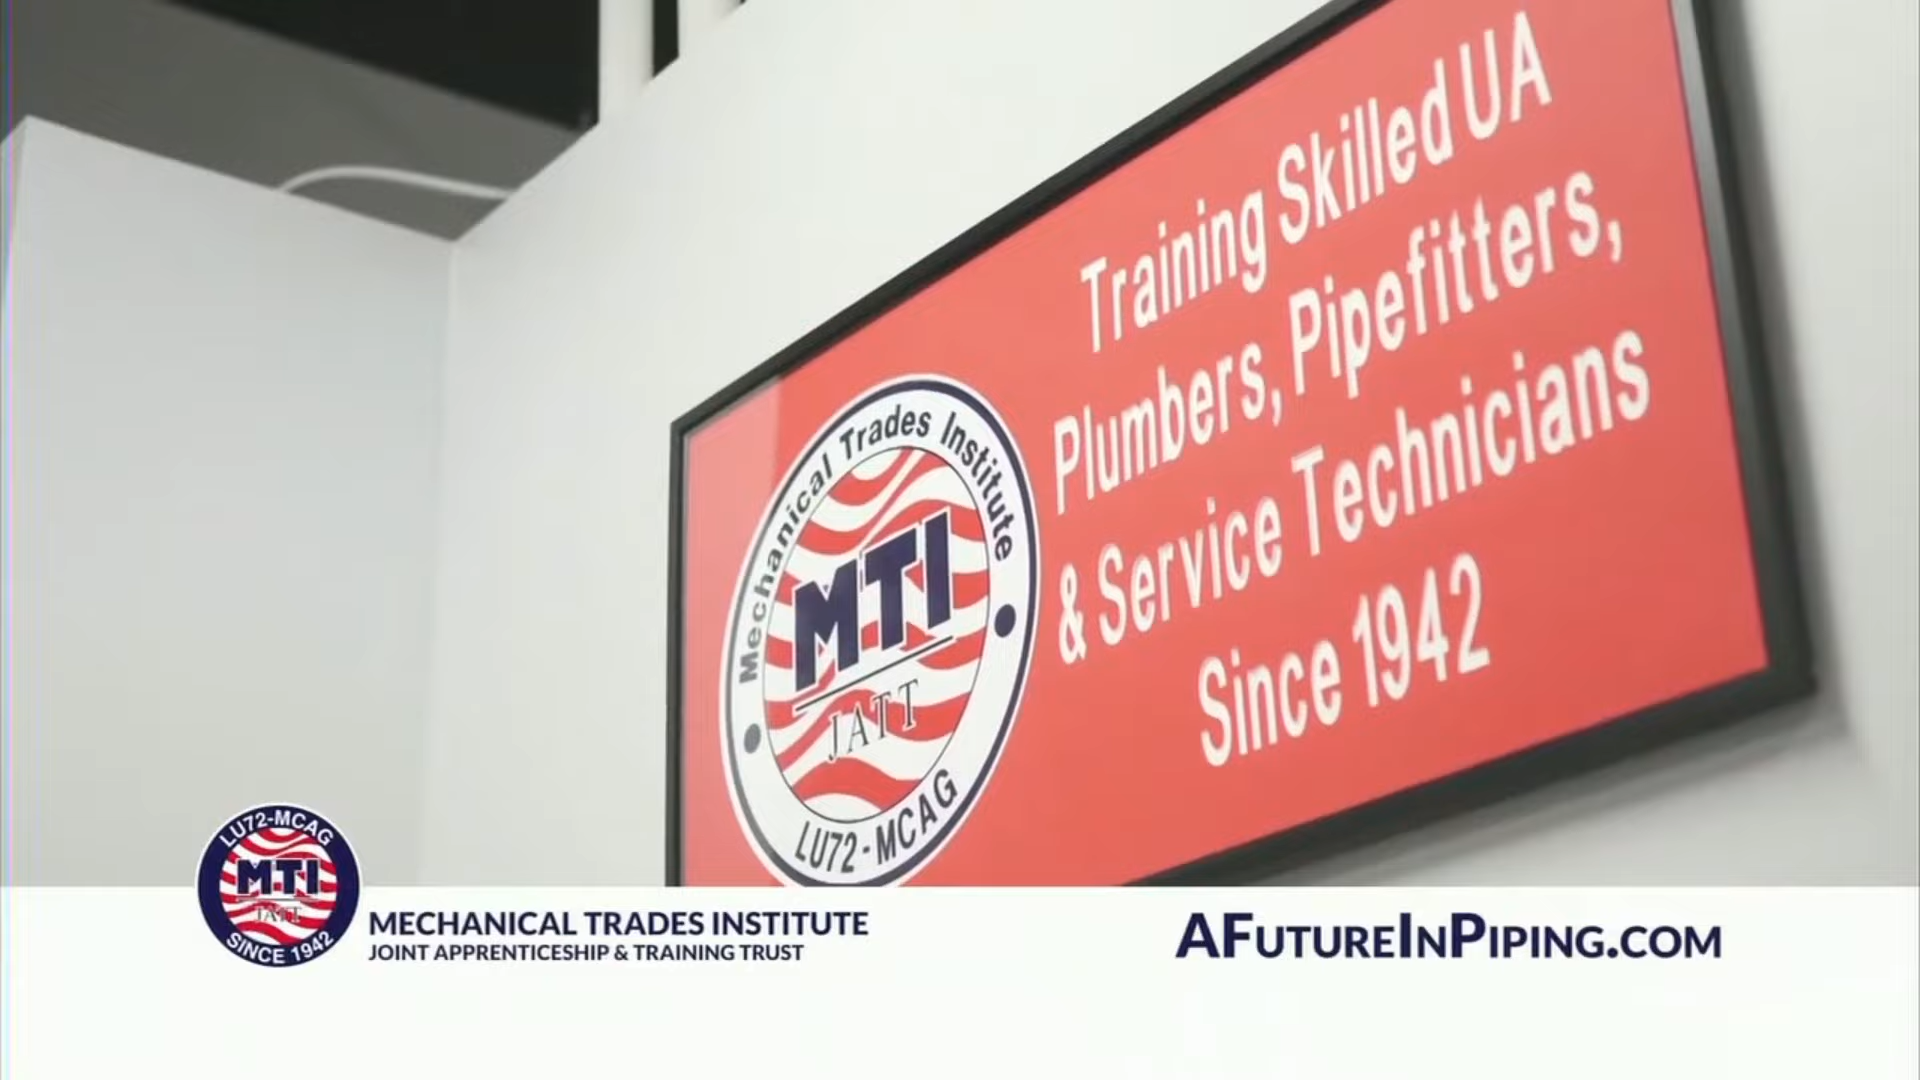 Training Skilled UA
Plumbers, Pipefitters,
& Service Technicians
Since 1942
Mechanical Trades Institute
MTI
JATT
LU72-MCAG
LU72-MCAG
MTI
JATT
SINCE 1942
MECHANICAL TRADES INSTITUTE
JOINT APPRENTICESHIP & TRAINING TRUST
AFUTUREINPIPING.COM